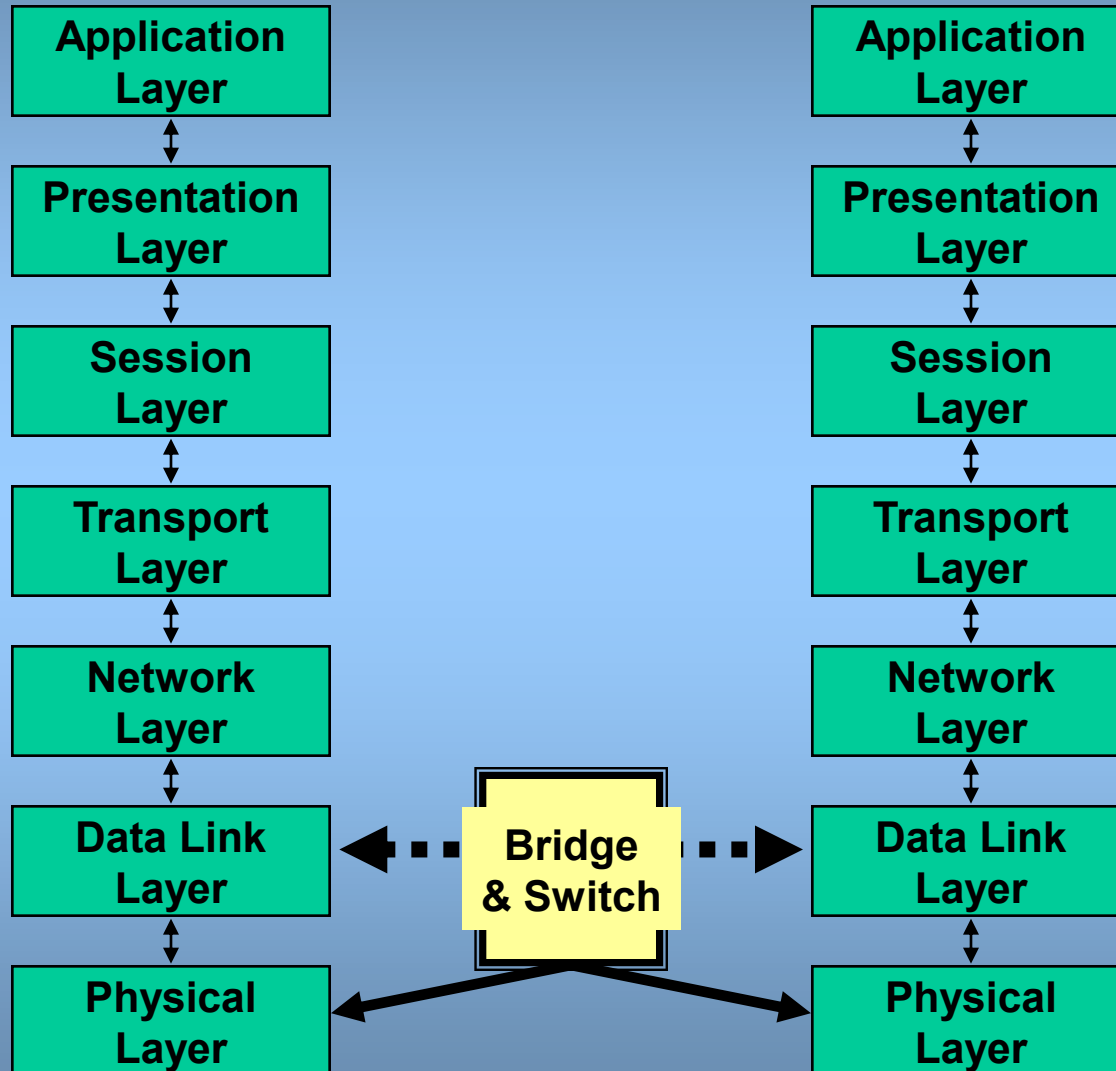 Application
Layer
Application
Layer
Presentation
Layer
Presentation
Layer
Session
Layer
Session
Layer
Transport
Layer
Transport
Layer
Network
Layer
Network
Layer
Data Link
Layer
Bridge
& Switch
Data Link
Layer
Physical
Layer
Physical
Layer